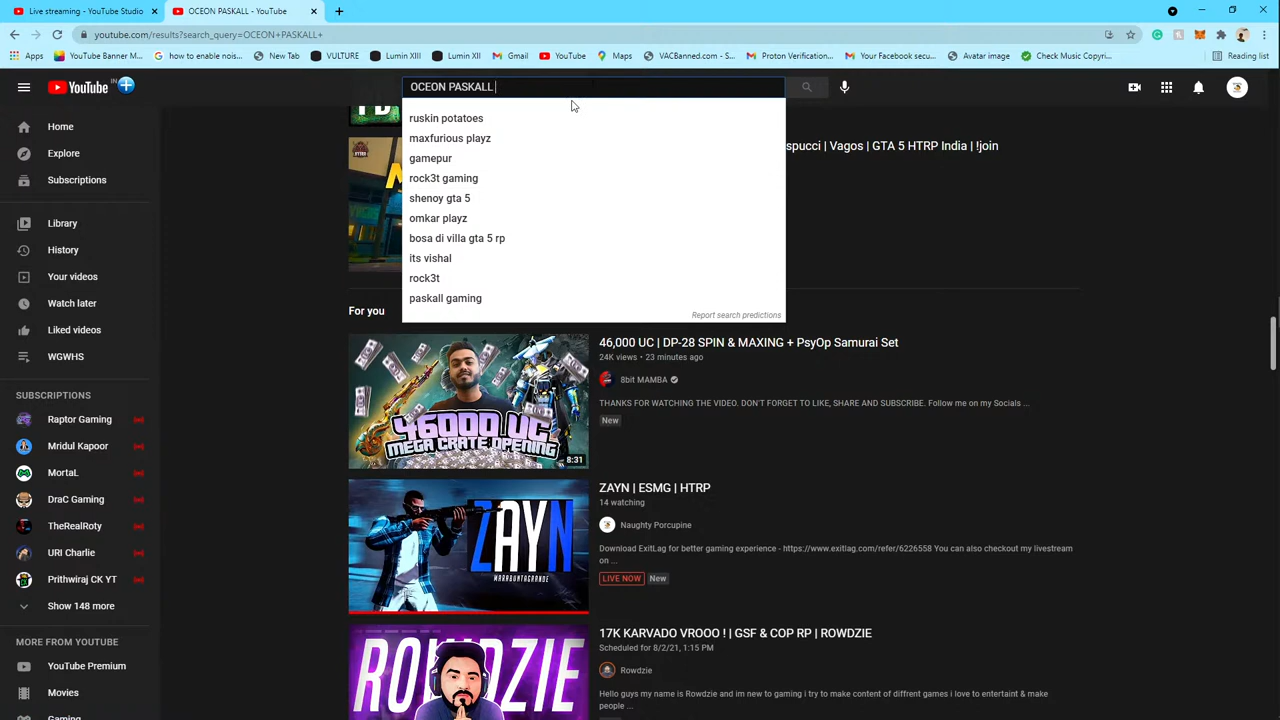 Live streaming - YouTube Studio
OCEON PASKALL - YouTube
youtube.com/results?search_query=OCEON+PASKALL+
Apps
YouTube Banner M...
how to enable nois...
To
VULTURE
Lumin XII
Lumin XII
Gmail
YouTube
Maps
VACBanned.com - S...
Proton Verification...
Your Facebook secu...
Avatar image
Check Music Copyri...
YouTube IN
OCEON PASKALL
ruskin potatoes
maxfurious playz
gamepur
rock3t gaming
shenoy gta 5
omkar playz
bosa di villa gta 5 rp
its vishal
rock3t
paskall gaming
Report search predictions
Home
Explore
Subscriptions
Library
History
Your videos
Watch later
Liked videos
WGWHS
SUBSCRIPTIONS
Raptor Gaming
Mridul Kapoor
MortaL
DraC Gaming
TheRealRoty
URI Charlie
Prithwiraj CK YT
Show 148 more
MORE FROM YOUTUBE
YouTube Premium
Movies
Gaming
spucci | Vagos | GTA 5 HTRP India | !join
For you
46000 UC
MEGA CRATE OPENING
8:31
46,000 UC | DP-28 SPIN & MAXING + PsyOp Samurai Set
24K views • 23 minutes ago
8bit MAMBA
THANKS FOR WATCHING THE VIDEO. DON'T FORGET TO LIKE, SHARE AND SUBSCRIBE. Follow me on my Socials ...
New
ZAYN
ZAYN | ESMG | HTRP
14 watching
Naughty Porcupine
Download ExitLag for better gaming experience - https://www.exitlag.com/refer/6226558 You can also checkout my livestream
on ...
LIVE NOW
New
ROWDZIE
17K KARVADO VROOO ! | GSF & COP RP | ROWDZIE
Scheduled for 8/2/21, 1:15 PM
Rowdzie
Hello guys my name is Rowdzie and im new to gaming i try to make content of diffrent games i love to entertaint & make
people ...